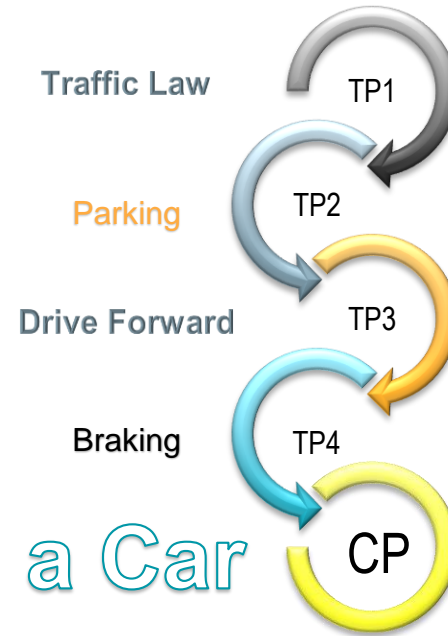 Traffic Law
TP1
Parking
TP2
Drive Forward
TP3
Braking
TP4
a Car
CP